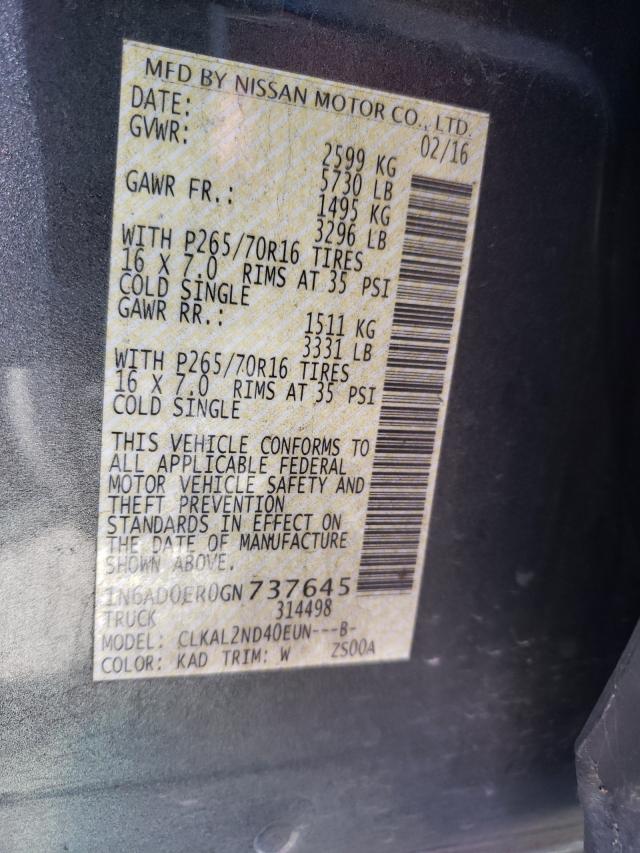 MFD BY NISSAN MOTOR CO., LTD.
DATE: 02/16
GVWR: 2599 KG
5730 LB
GAWR FR.: 1495 KG
3296 LB
WITH P265/70R16 TIRES
16 X 7.0 RIMS AT 35 PSI
COLD SINGLE
GAWR RR.: 1511 KG
3331 LB
WITH P265/70R16 TIRES
16 X 7.0 RIMS AT 35 PSI
COLD SINGLE
THIS VEHICLE CONFORMS TO
ALL APPLICABLE FEDERAL
MOTOR VEHICLE SAFETY AND
THEFT PREVENTION
STANDARDS IN EFFECT ON
THE DATE OF MANUFACTURE
SHOWN ABOVE.
1N6AD0ER0GN737645
TRUCK 314498
MODEL: CLKAL2ND40EUN---B-
COLOR: KAD TRIM: W ZS00A